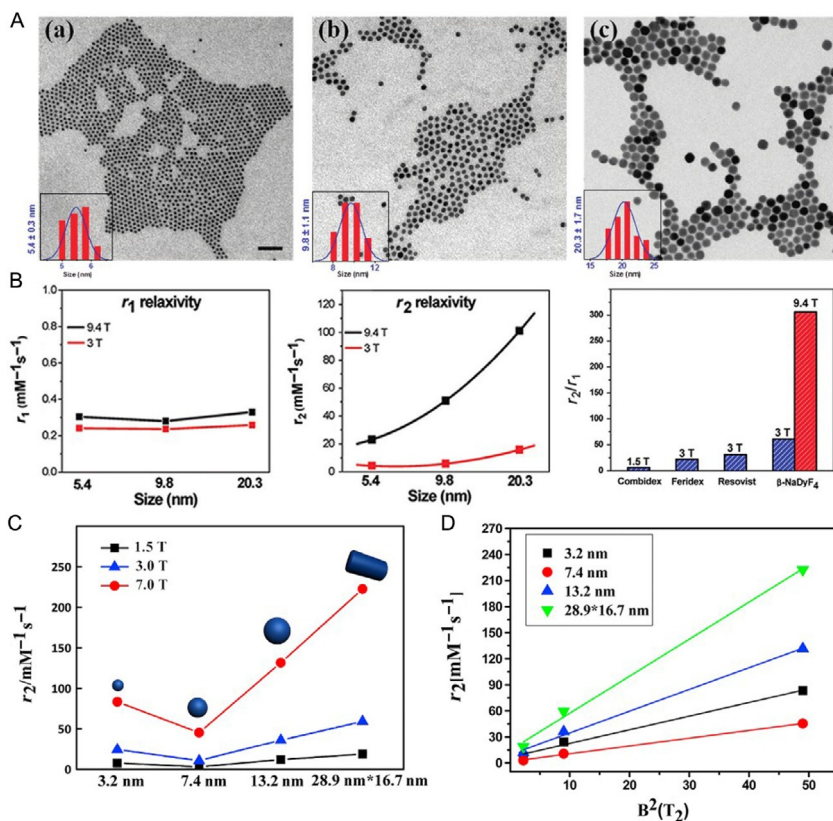 A
(a)
(b)
(c)
5.4 ± 0.3 nm
5 6
Size (nm)
9.8 ± 1.1 nm
8 12
Size (nm)
20.3 ± 1.7 nm
15 20 25
Size (nm)
B
r1 relaxivity
9.4 T
3 T
r1 (mM−1s−1)
1.0
0.8
0.6
0.4
0.2
0.0
5.4 9.8 20.3
Size (nm)
r2 relaxivity
9.4 T
3 T
r2 (mM−1s−1)
120
100
80
60
40
20
0
5.4 9.8 20.3
Size (nm)
r2/r1
300
250
200
150
100
50
0
1.5 T
3 T
3 T
3 T
9.4 T
Combidex Feridex Resovist β-NaDyF4
C
1.5 T
3.0 T
7.0 T
r2/mM−1 s−1
250
200
150
100
50
0
3.2 nm 7.4 nm 13.2 nm 28.9 nm*16.7 nm
D
3.2 nm
7.4 nm
13.2 nm
28.9*16.7 nm
r2[mM−1s−1]
270
240
210
180
150
120
90
60
30
0
0 10 20 30 40 50
B2(T2)